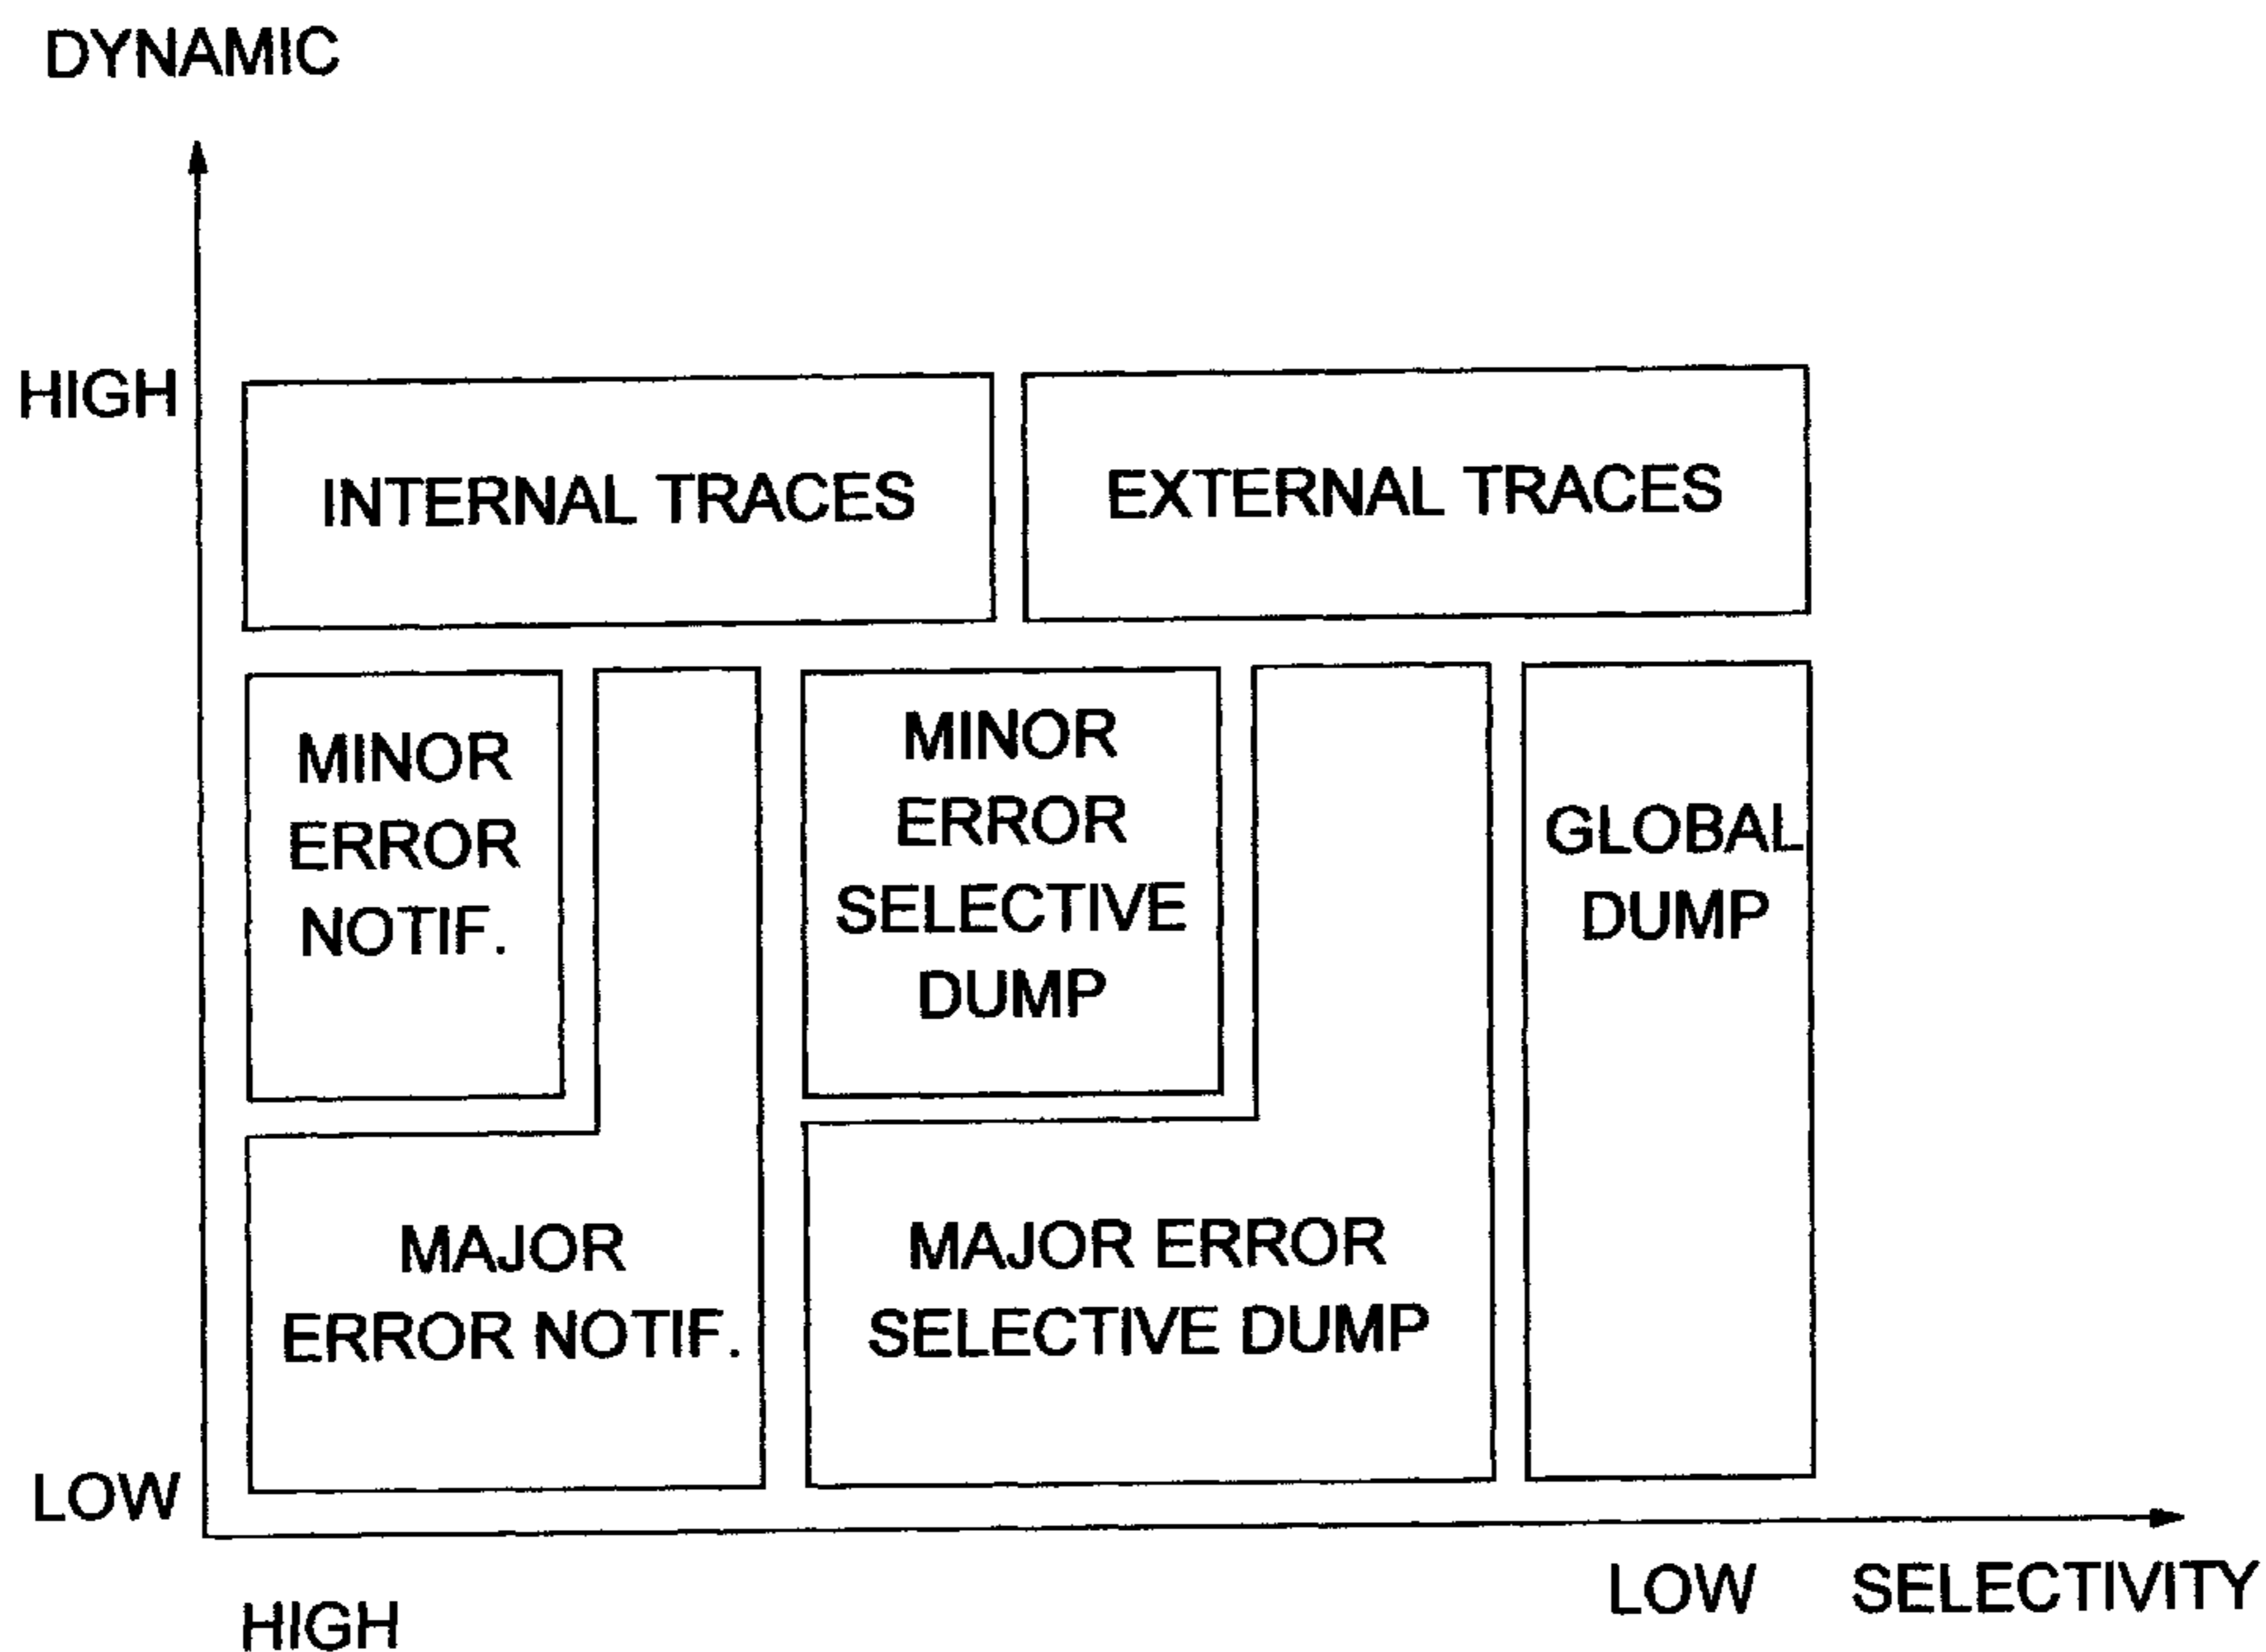 DYNAMIC
HIGH
INTERNAL TRACES
EXTERNAL TRACES
MINOR
ERROR
NOTIF.
MINOR
ERROR
SELECTIVE
DUMP
GLOBAL
DUMP
MAJOR
ERROR NOTIF.
MAJOR ERROR
SELECTIVE DUMP
LOW
HIGH
LOW
SELECTIVITY